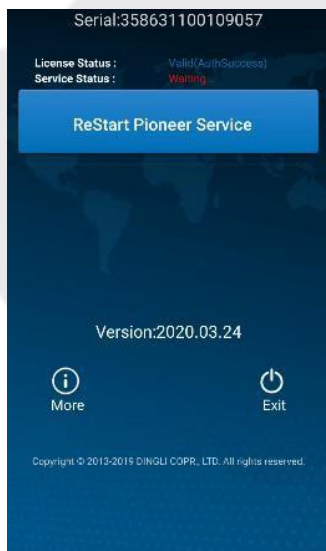 Serial:358631100109057
License Status : Valid(AuthSuccess)
Service Status : Waiting...
ReStart Pioneer Service
Version:2020.03.24
More
Exit
Copyright © 2013-2019 DINGLI COPR., LTD. All rights reserved.